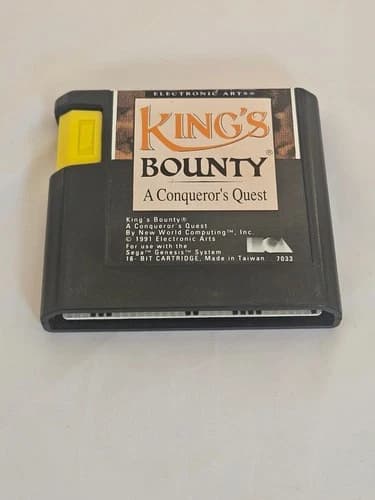 ELECTRONIC ARTS®
KING'S
BOUNTY®
A Conqueror's Quest
King's Bounty®
A Conqueror's Quest
By New World Computing™, Inc.
© 1991 Electronic Arts
For use with the
Sega™ Genesis™ System
16- BIT CARTRIDGE, Made in Taiwan 7033